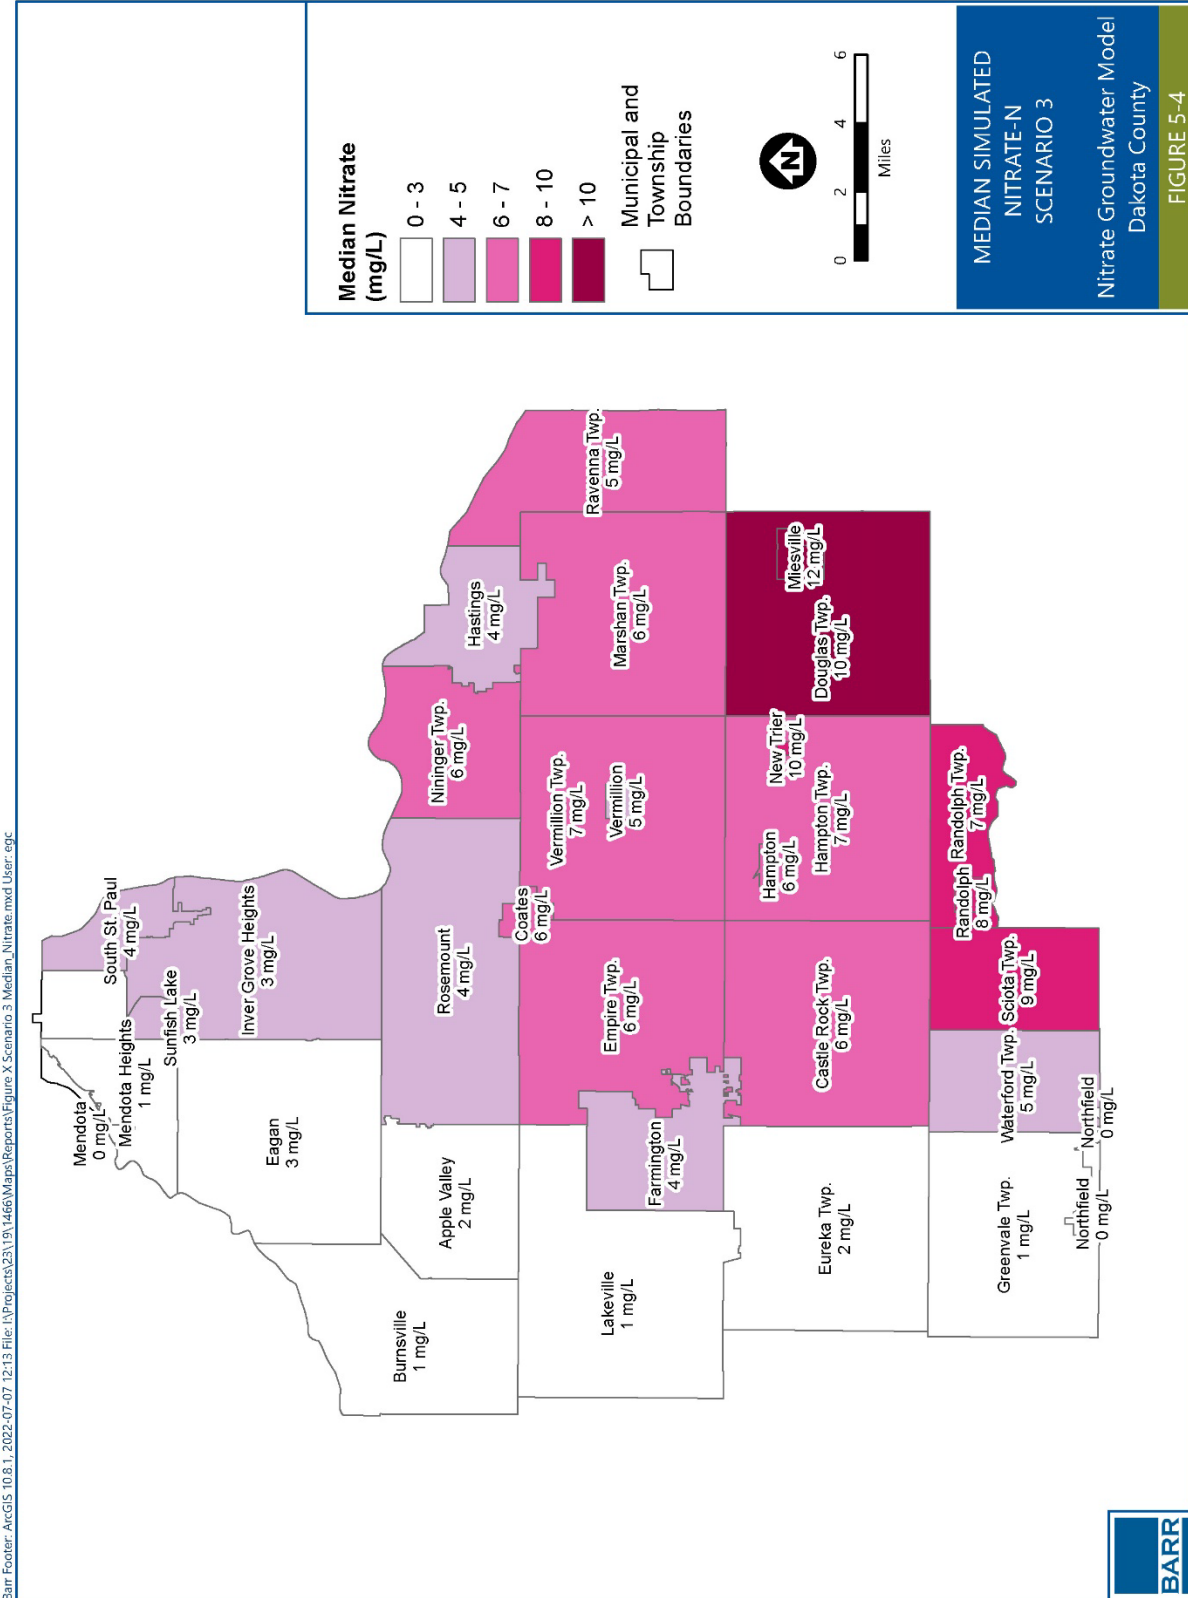 Barr Footer: ArcGIS 10.8.1, 2022-07-07 12:13 File: I:\Projects\23\19\1466\Maps\Reports\Figure X Scenario 3 Median_Nitrate.mxd User: egc
Mendota
0 mg/L
Mendota Heights
1 mg/L
South St. Paul
4 mg/L
Sunfish Lake
3 mg/L
Inver Grove Heights
3 mg/L
Eagan
3 mg/L
Burnsville
1 mg/L
Apple Valley
2 mg/L
Rosemount
4 mg/L
Nininger Twp.
6 mg/L
Hastings
4 mg/L
Ravenna Twp.
5 mg/L
Lakeville
1 mg/L
Farmington
4 mg/L
Empire Twp.
6 mg/L
Coates
6 mg/L
Vermillion Twp.
7 mg/L
Vermillion
5 mg/L
Marshan Twp.
6 mg/L
Eureka Twp.
2 mg/L
Castle Rock Twp.
6 mg/L
Hampton
6 mg/L
Hampton Twp.
7 mg/L
New Trier
10 mg/L
Douglas Twp.
10 mg/L
Miesville
12 mg/L
Greenvale Twp.
1 mg/L
Northfield
0 mg/L
Northfield
0 mg/L
Waterford Twp.
5 mg/L
Sciota Twp.
9 mg/L
Randolph
8 mg/L
Randolph Twp.
7 mg/L
Median Nitrate
(mg/L)
0 - 3
4 - 5
6 - 7
8 - 10
> 10
Municipal and
Township
Boundaries
N
0 2 4 6
Miles
MEDIAN SIMULATED
NITRATE-N
SCENARIO 3
Nitrate Groundwater Model
Dakota County
FIGURE 5-4
BARR